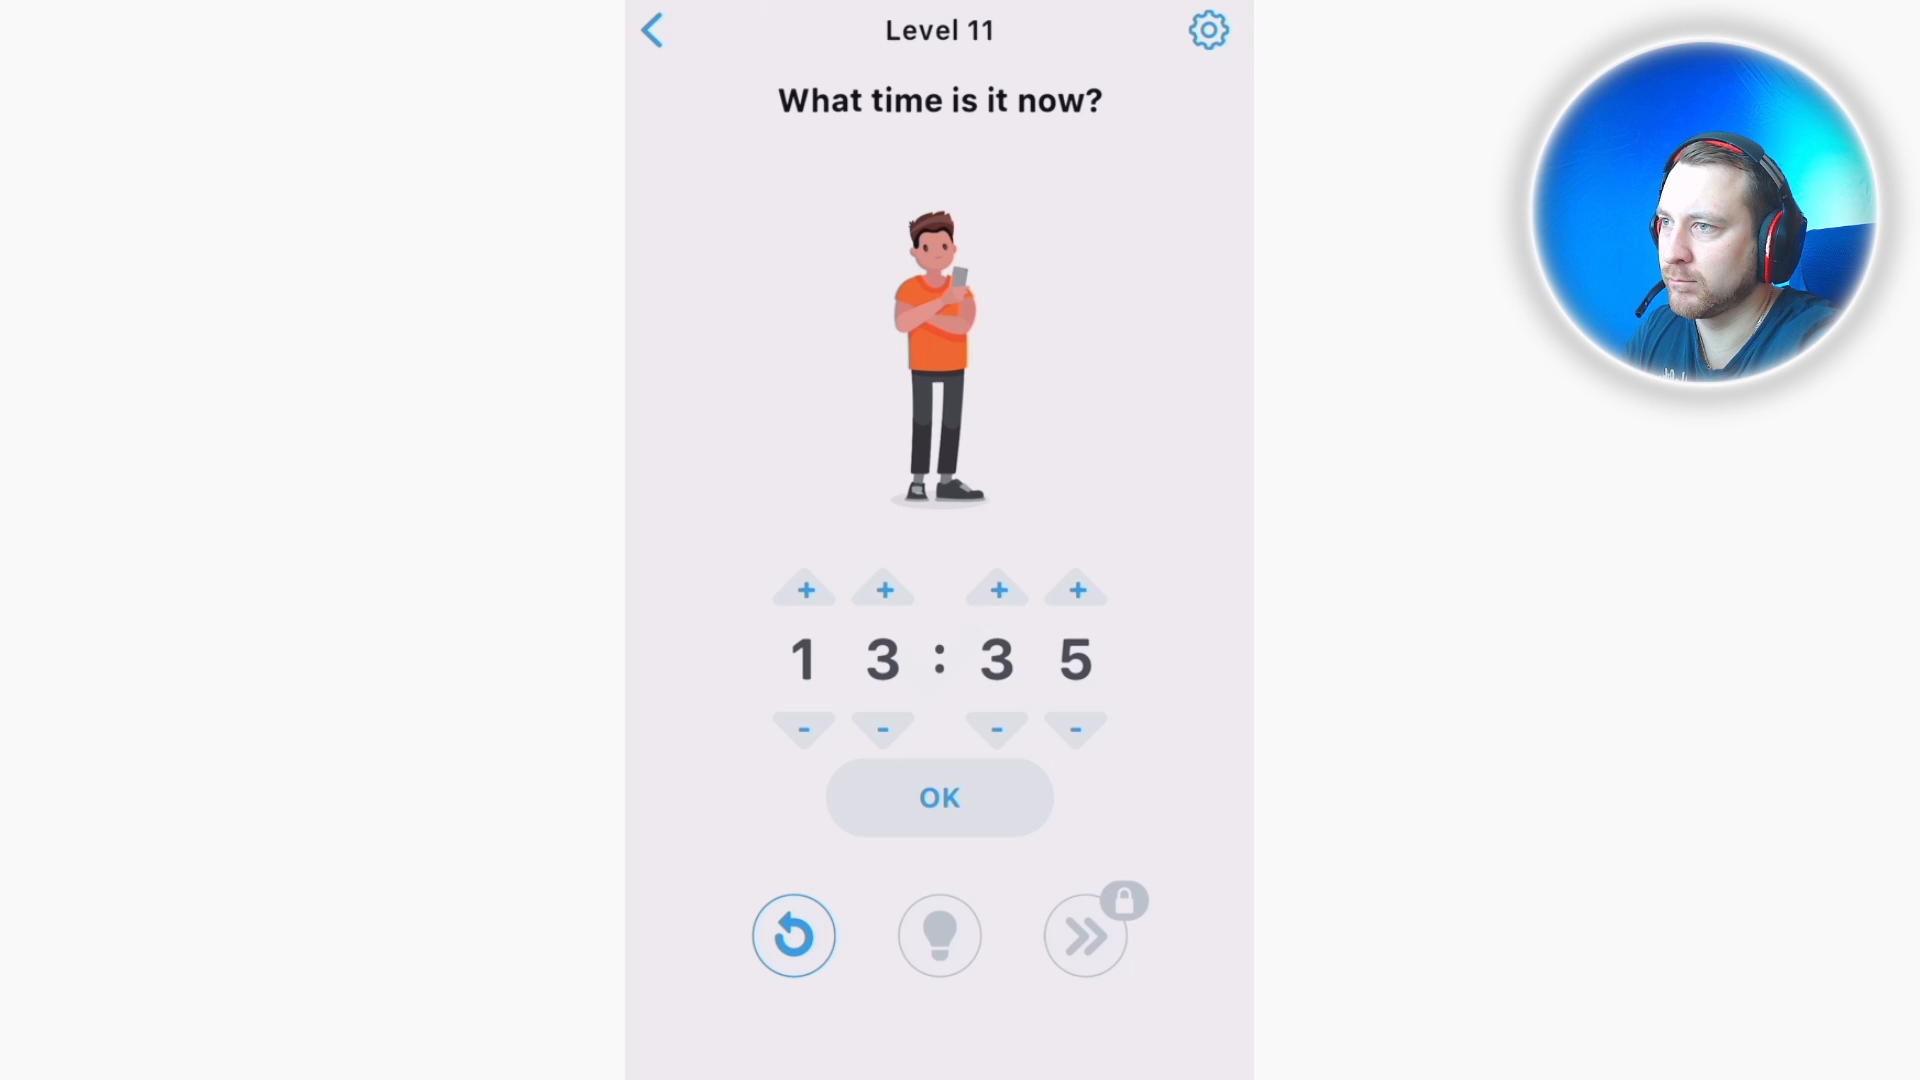 Level 11
What time is it now?
+ + + +
1 3 : 3 5
- - - -
OK